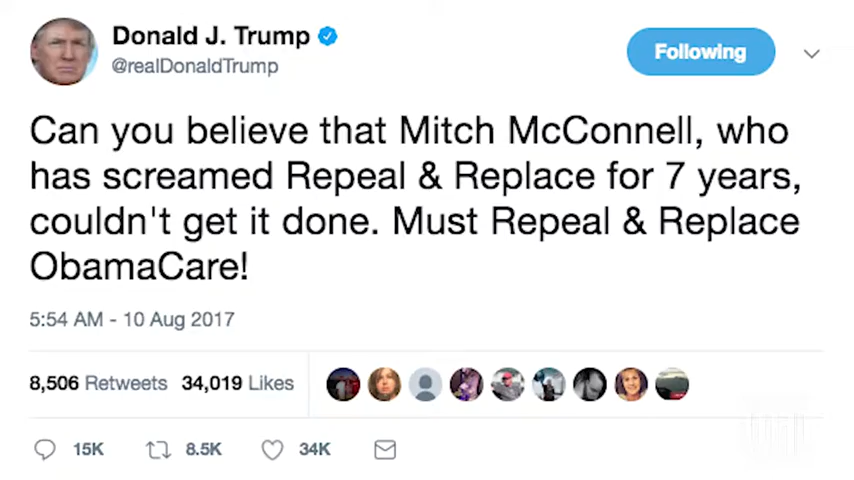 Donald J. Trump
@realDonaldTrump
Following
Can you believe that Mitch McConnell, who
has screamed Repeal & Replace for 7 years,
couldn't get it done. Must Repeal & Replace
ObamaCare!
5:54 AM - 10 Aug 2017
8,506 Retweets 34,019 Likes
15K 8.5K 34K